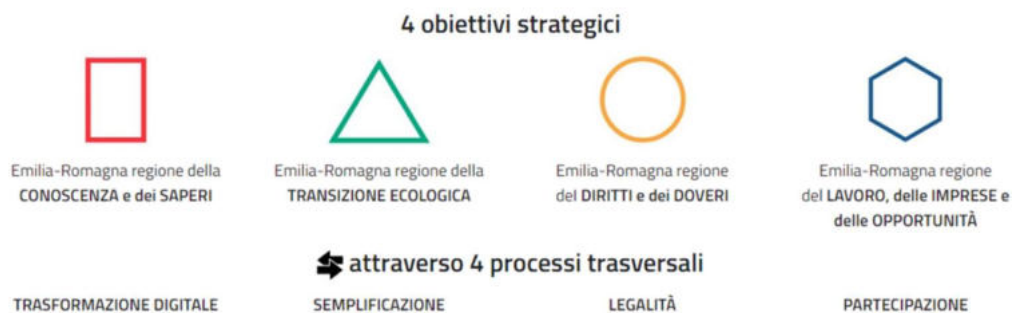 4 obiettivi strategici
Emilia-Romagna regione della
CONOSCENZA e dei SAPERI
Emilia-Romagna regione della
TRANSIZIONE ECOLOGICA
Emilia-Romagna regione
del DIRITTI e dei DOVERI
Emilia-Romagna regione
del LAVORO, delle IMPRESE e
delle OPPORTUNITÀ
attraverso 4 processi trasversali
TRASFORMAZIONE DIGITALE
SEMPLIFICAZIONE
LEGALITÀ
PARTECIPAZIONE